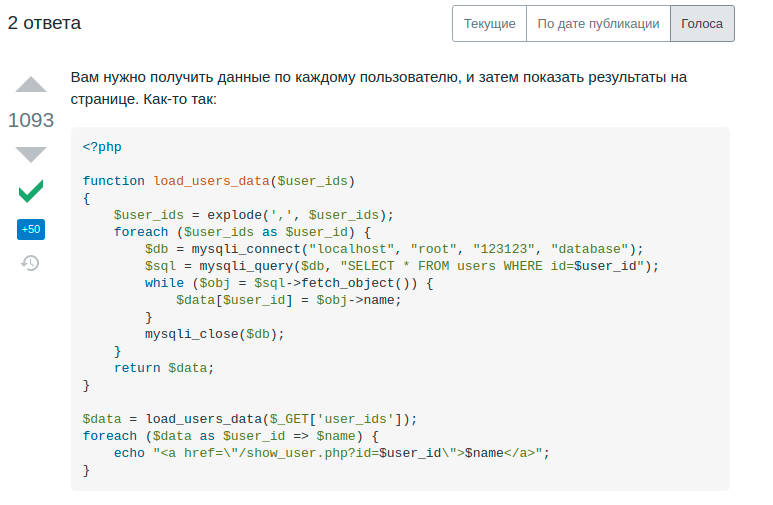 2 ответа
Текущие По дате публикации Голоса
Вам нужно получить данные по каждому пользователю, и затем показать результаты на
странице. Как-то так:
1093
+50
<?php

function load_users_data($user_ids)
{
    $user_ids = explode(',', $user_ids);
    foreach ($user_ids as $user_id) {
        $db = mysqli_connect("localhost", "root", "123123", "database");
        $sql = mysqli_query($db, "SELECT * FROM users WHERE id=$user_id");
        while ($obj = $sql->fetch_object()) {
            $data[$user_id] = $obj->name;
        }
        mysqli_close($db);
    }
    return $data;
}

$data = load_users_data($_GET['user_ids']);
foreach ($data as $user_id => $name) {
    echo "<a href=\"/show_user.php?id=$user_id\">$name</a>";
}